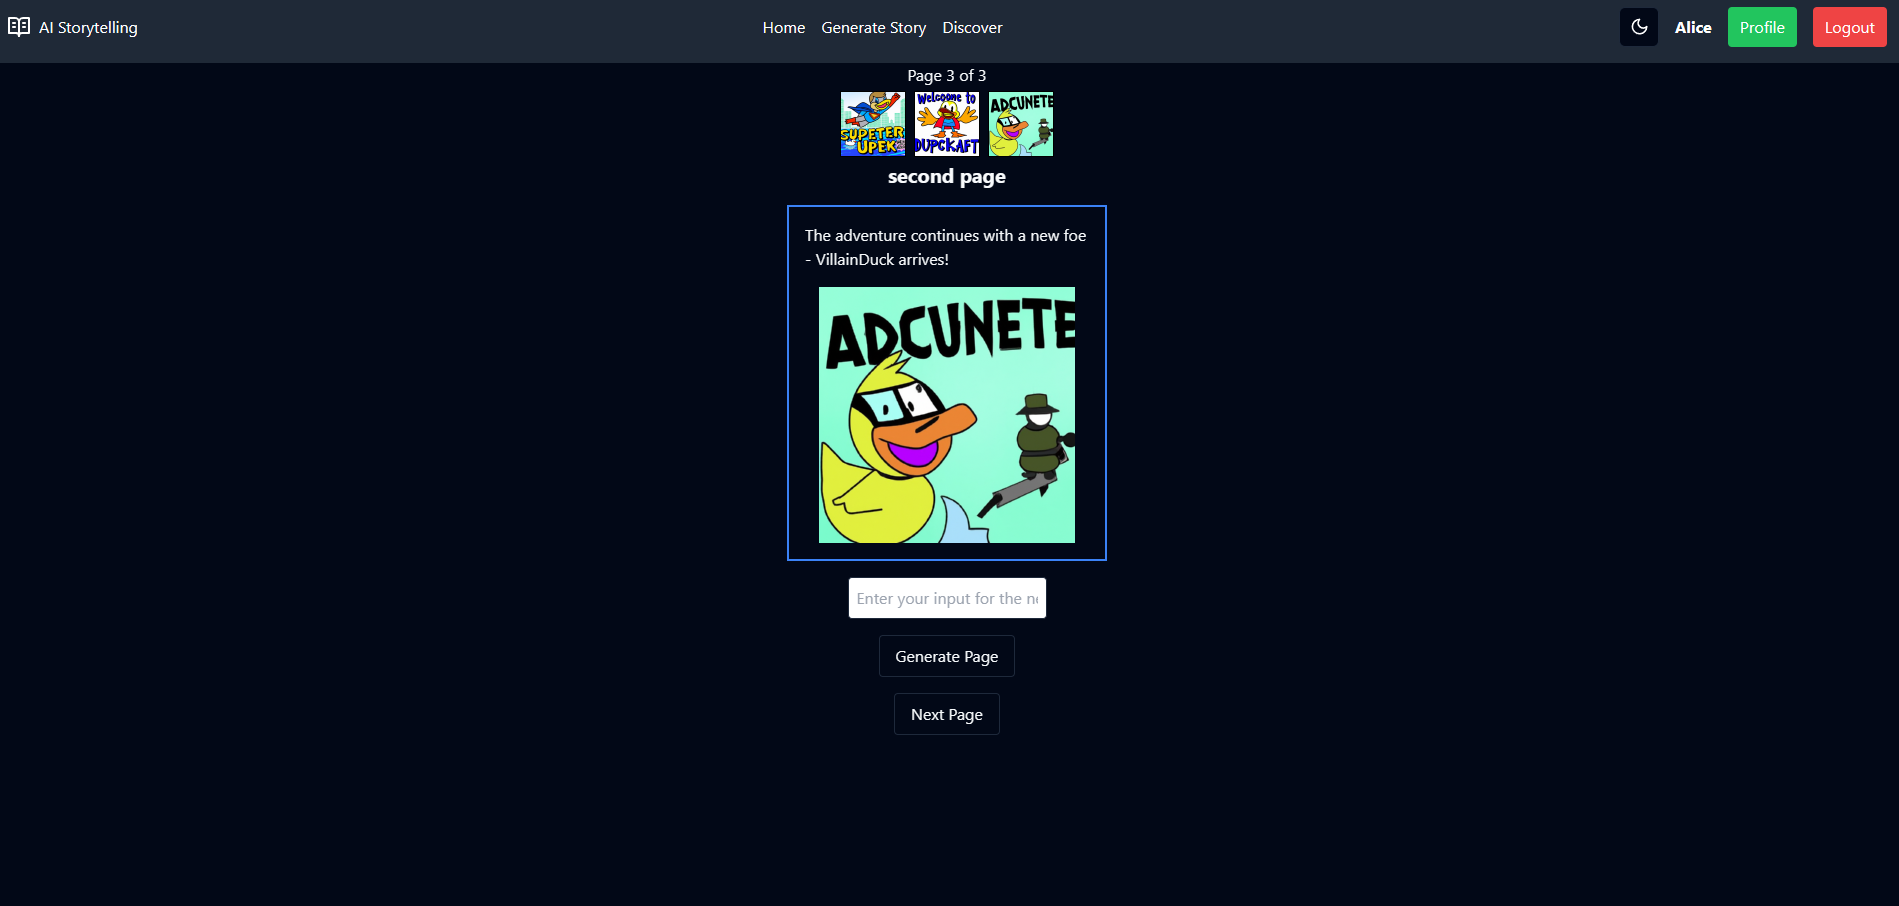 AI Storytelling
Home Generate Story Discover
Alice Profile Logout
Page 3 of 3
SUPETER
UPEK
Welcoone to
DUPCKAFT
ADCUNETE
second page
The adventure continues with a new foe
- VillainDuck arrives!
ADCUNETE
Enter your input for the ne
Generate Page
Next Page